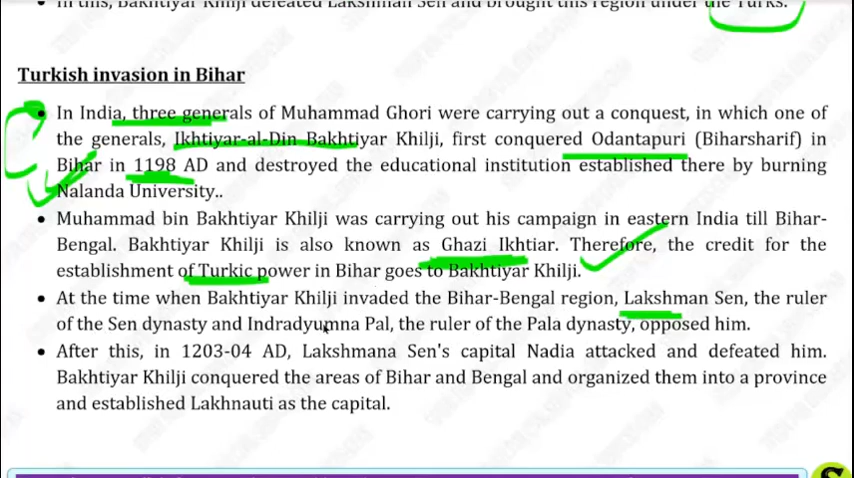 • In this, Bakhtiyar Khilji defeated Lakshman Sen and brought this region under the Turks.
Turkish invasion in Bihar
• In India, three generals of Muhammad Ghori were carrying out a conquest, in which one of
the generals, Ikhtiyar-al-Din Bakhtiyar Khilji, first conquered Odantapuri (Biharsharif) in
Bihar in 1198 AD and destroyed the educational institution established there by burning
Nalanda University..
• Muhammad bin Bakhtiyar Khilji was carrying out his campaign in eastern India till Bihar-
Bengal. Bakhtiyar Khilji is also known as Ghazi Ikhtiar. Therefore, the credit for the
establishment of Turkic power in Bihar goes to Bakhtiyar Khilji.
• At the time when Bakhtiyar Khilji invaded the Bihar-Bengal region, Lakshman Sen, the ruler
of the Sen dynasty and Indradyumna Pal, the ruler of the Pala dynasty, opposed him.
• After this, in 1203-04 AD, Lakshmana Sen's capital Nadia attacked and defeated him.
Bakhtiyar Khilji conquered the areas of Bihar and Bengal and organized them into a province
and established Lakhnauti as the capital.